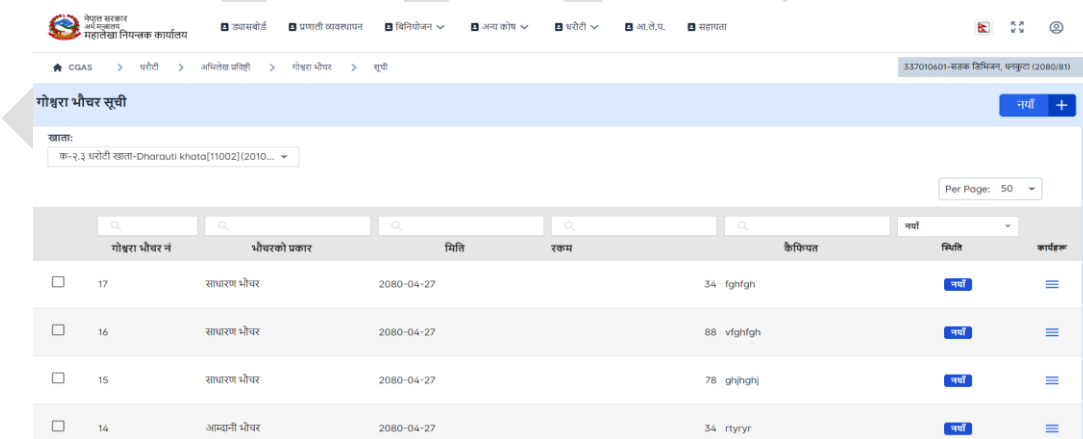 नेपाल सरकार
अर्थ मन्त्रालय
महालेखा नियन्त्रक कार्यालय
ड्यासबोर्ड प्रणाली व्यवस्थापन बिनियोजन अन्य कोष धरौटी आ.ले.प. सहायता
CGAS > धरौटी > अभिलेख प्रविष्टी > गोश्वरा भौचर > सूची
337010601-सडक डिभिजन, धनकुटा (2080/81)
गोश्वरा भौचर सूची
नयाँ +
खाता:
क-२.३ धरोटी खाता-Dharauti khata[11002](2010...
Per Page: 50
नयाँ
गोश्वरा भौचर नं भौचरको प्रकार मिति रकम कैफियत स्थिति कार्यहरू
17 साधारण भौचर 2080-04-27 34 fghfgh नयाँ
16 साधारण भौचर 2080-04-27 88 vfghfgh नयाँ
15 साधारण भौचर 2080-04-27 78 ghjhghj नयाँ
14 आम्दानी भौचर 2080-04-27 34 rtyryr नयाँ